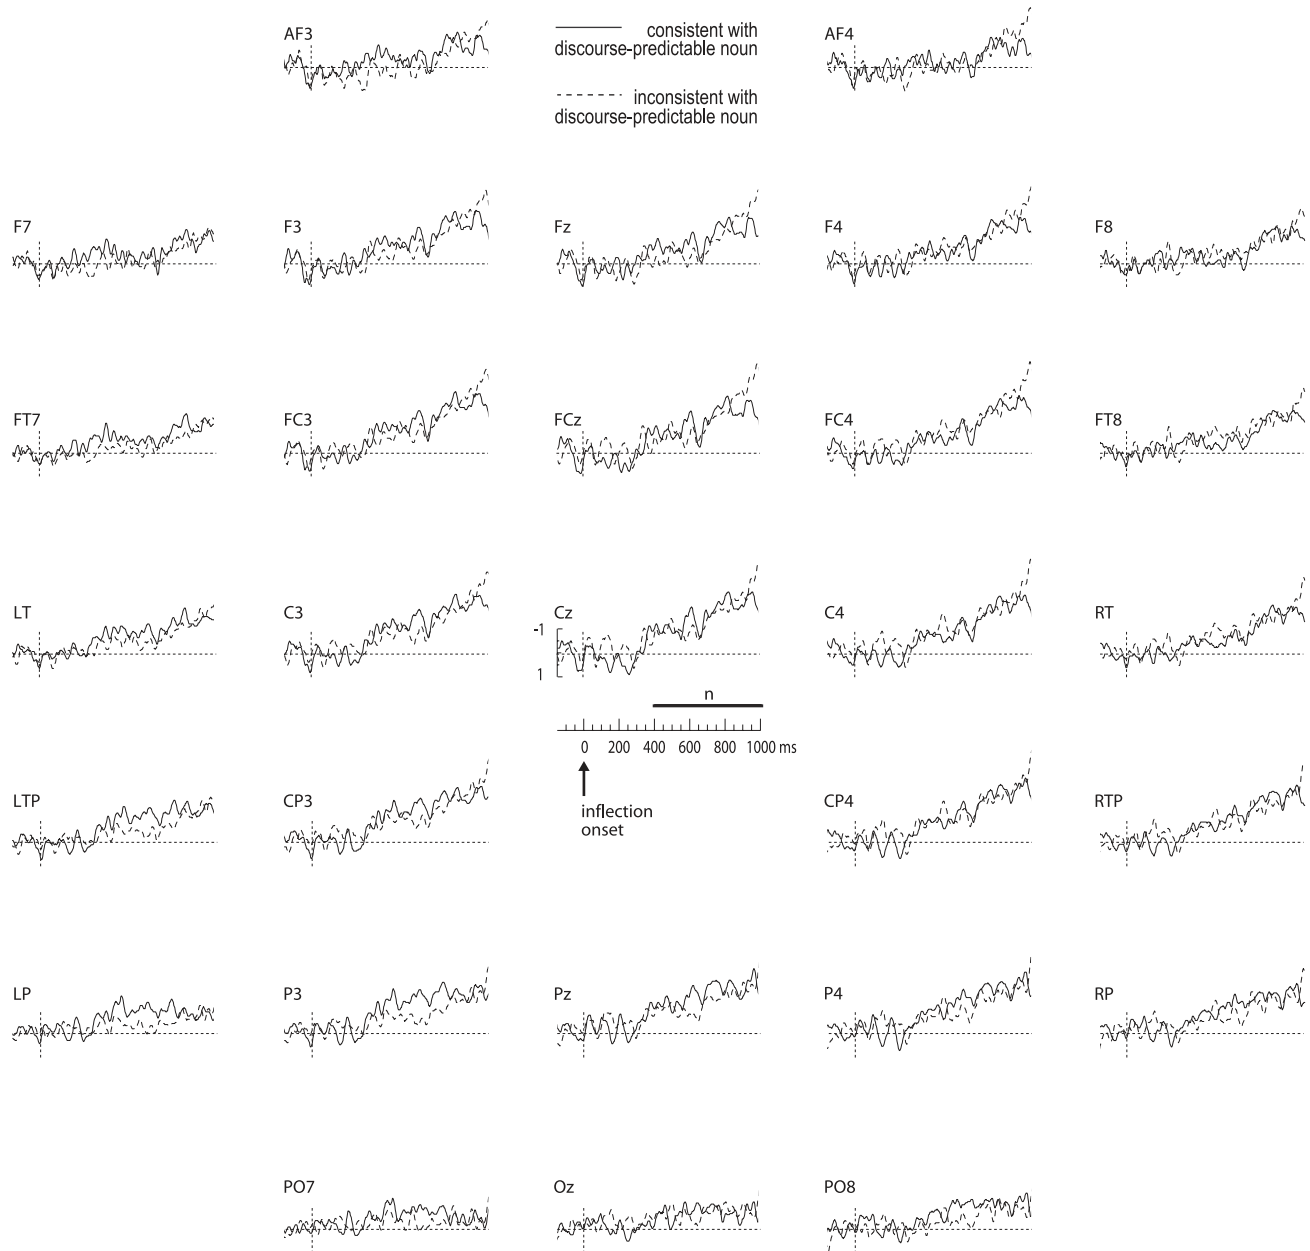 AF3
consistent with
discourse-predictable noun
AF4
inconsistent with
discourse-predictable noun
F7
F3
Fz
F4
F8
FT7
FC3
FCz
FC4
FT8
LT
C3
Cz
C4
RT
-1
1
n
0 200 400 600 800 1000 ms
inflection
onset
LTP
CP3
CP4
RTP
LP
P3
Pz
P4
RP
PO7
Oz
PO8